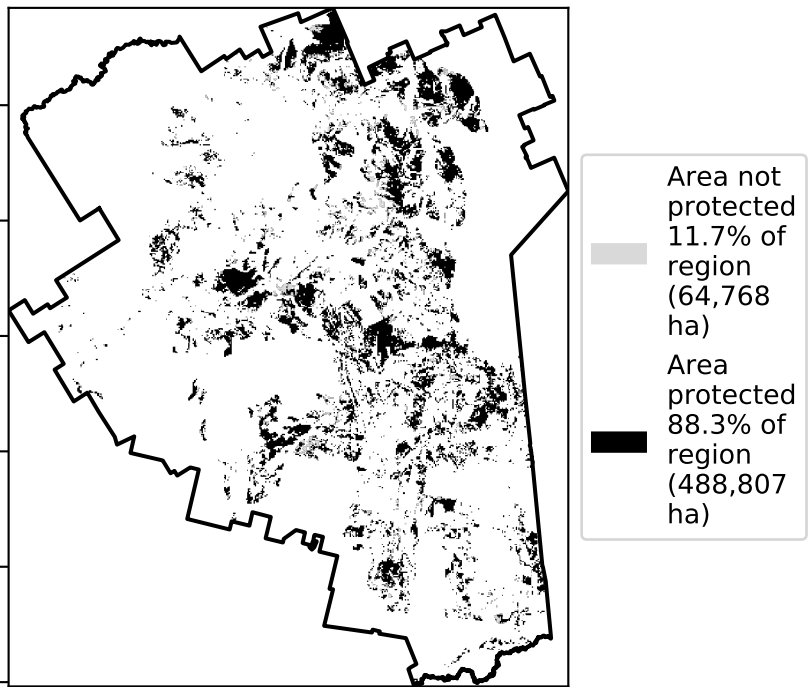 Area not
protected
11.7% of
region
(64,768
ha)
Area
protected
88.3% of
region
(488,807
ha)